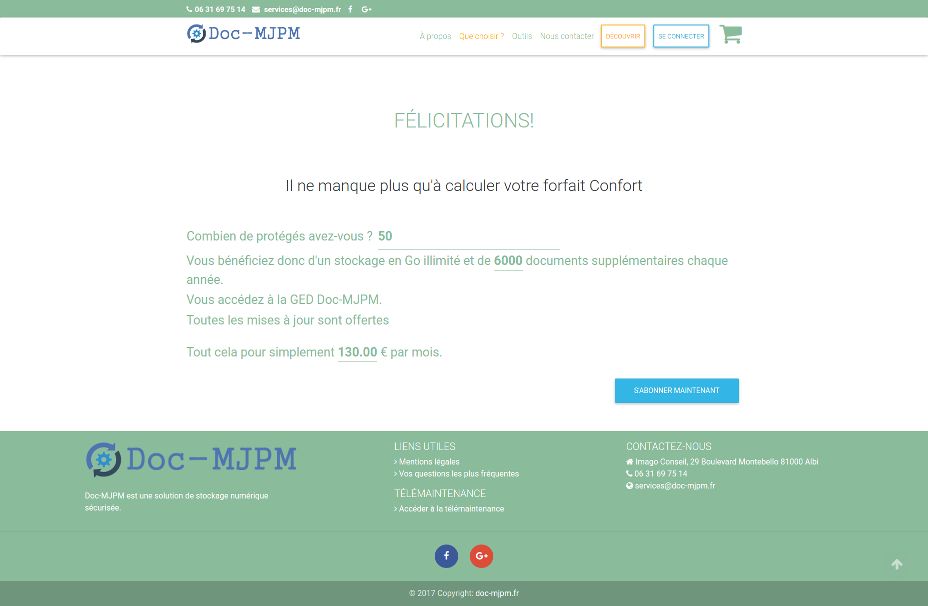 06 31 69 75 14 services@doc-mjpm.fr
Doc-MJPM
À propos Que choisir ? Outils Nous contacter DÉCOUVRIR SE CONNECTER
FÉLICITATIONS!
Il ne manque plus qu'à calculer votre forfait Confort
Combien de protégés avez-vous ? 50
Vous bénéficiez donc d'un stockage en Go illimité et de 6000 documents supplémentaires chaque
année.
Vous accédez à la GED Doc-MJPM.
Toutes les mises à jour sont offertes
Tout cela pour simplement 130.00 € par mois.
S'ABONNER MAINTENANT
Doc-MJPM
Doc-MJPM est une solution de stockage numérique
sécurisée.
LIENS UTILES
> Mentions légales
> Vos questions les plus fréquentes
TÉLÉMAINTENANCE
> Accéder à la télémaintenance
CONTACTEZ-NOUS
Imago Conseil, 29 Boulevard Montebello 81000 Albi
06 31 69 75 14
services@doc-mjpm.fr
f G+
© 2017 Copyright: doc-mjpm.fr